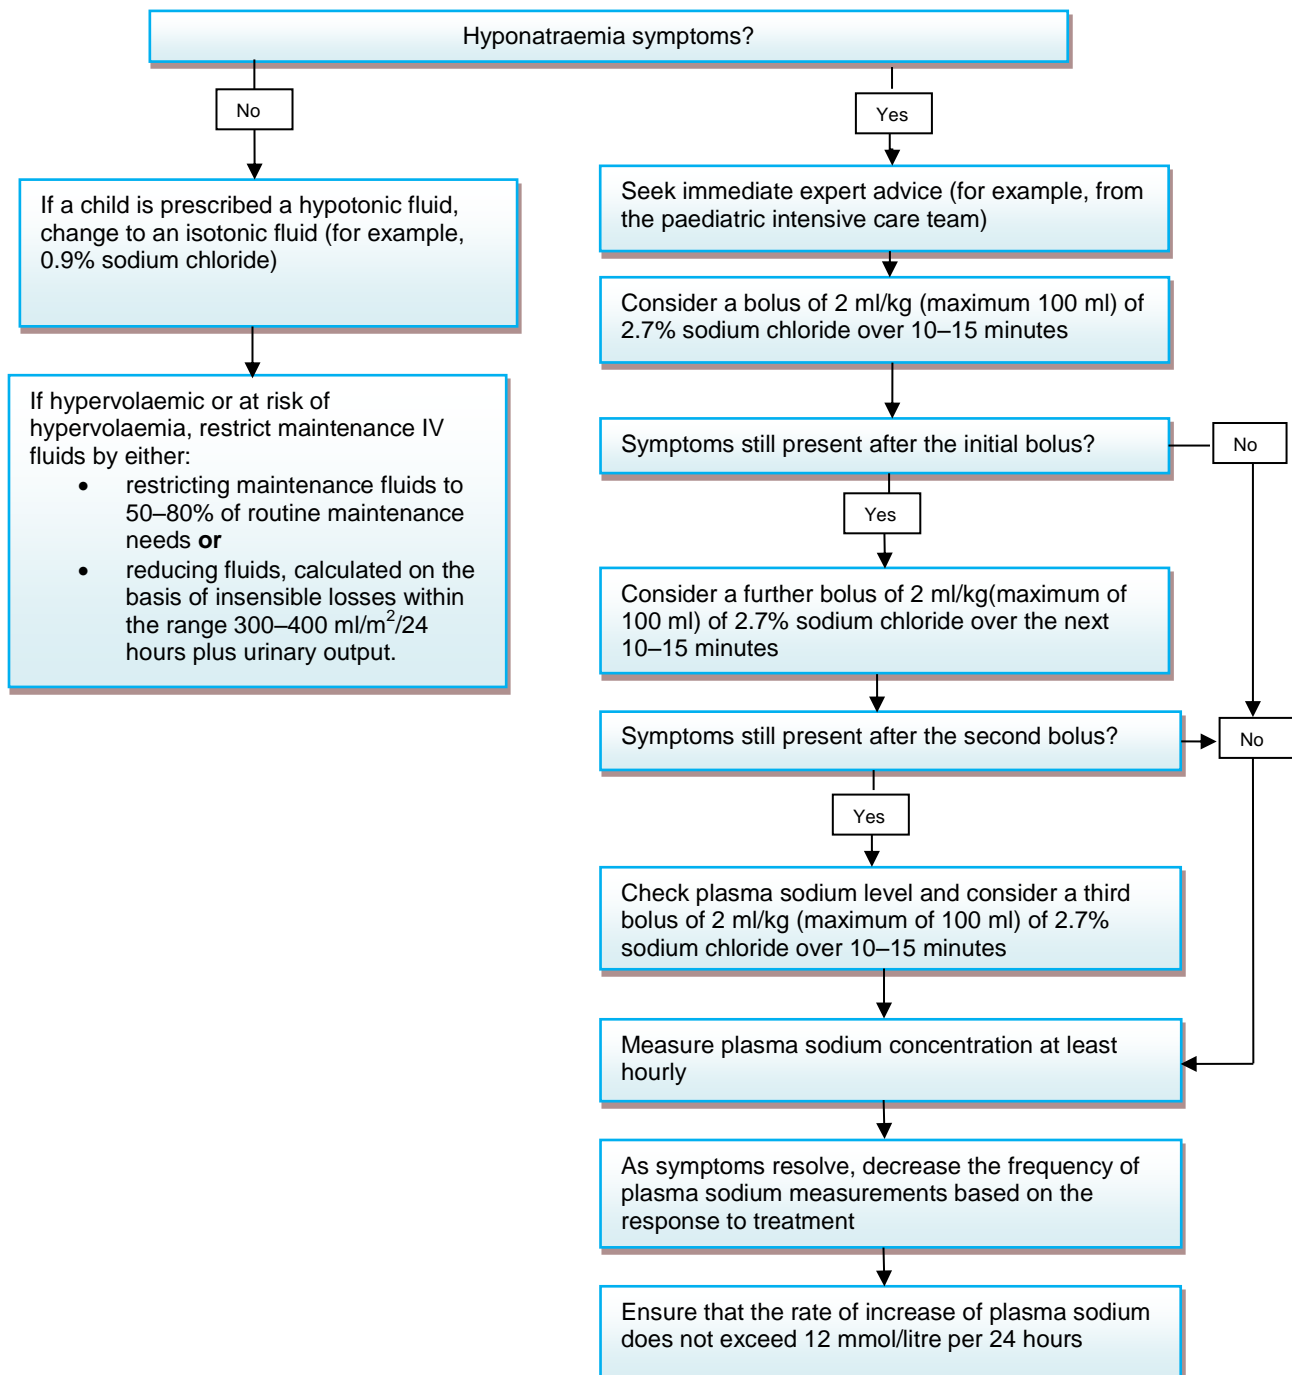 Hyponatraemia symptoms?
No
If a child is prescribed a hypotonic fluid,
change to an isotonic fluid (for example,
0.9% sodium chloride)
If hypervolaemic or at risk of
hypervolaemia, restrict maintenance IV
fluids by either:
• restricting maintenance fluids to
50–80% of routine maintenance
needs or
• reducing fluids, calculated on the
basis of insensible losses within
the range 300–400 ml/m²/24
hours plus urinary output.
Yes
Seek immediate expert advice (for example, from
the paediatric intensive care team)
Consider a bolus of 2 ml/kg (maximum 100 ml) of
2.7% sodium chloride over 10–15 minutes
Symptoms still present after the initial bolus?
No
Yes
Consider a further bolus of 2 ml/kg(maximum of
100 ml) of 2.7% sodium chloride over the next
10–15 minutes
Symptoms still present after the second bolus?
No
Yes
Check plasma sodium level and consider a third
bolus of 2 ml/kg (maximum of 100 ml) of 2.7%
sodium chloride over 10–15 minutes
Measure plasma sodium concentration at least
hourly
As symptoms resolve, decrease the frequency of
plasma sodium measurements based on the
response to treatment
Ensure that the rate of increase of plasma sodium
does not exceed 12 mmol/litre per 24 hours